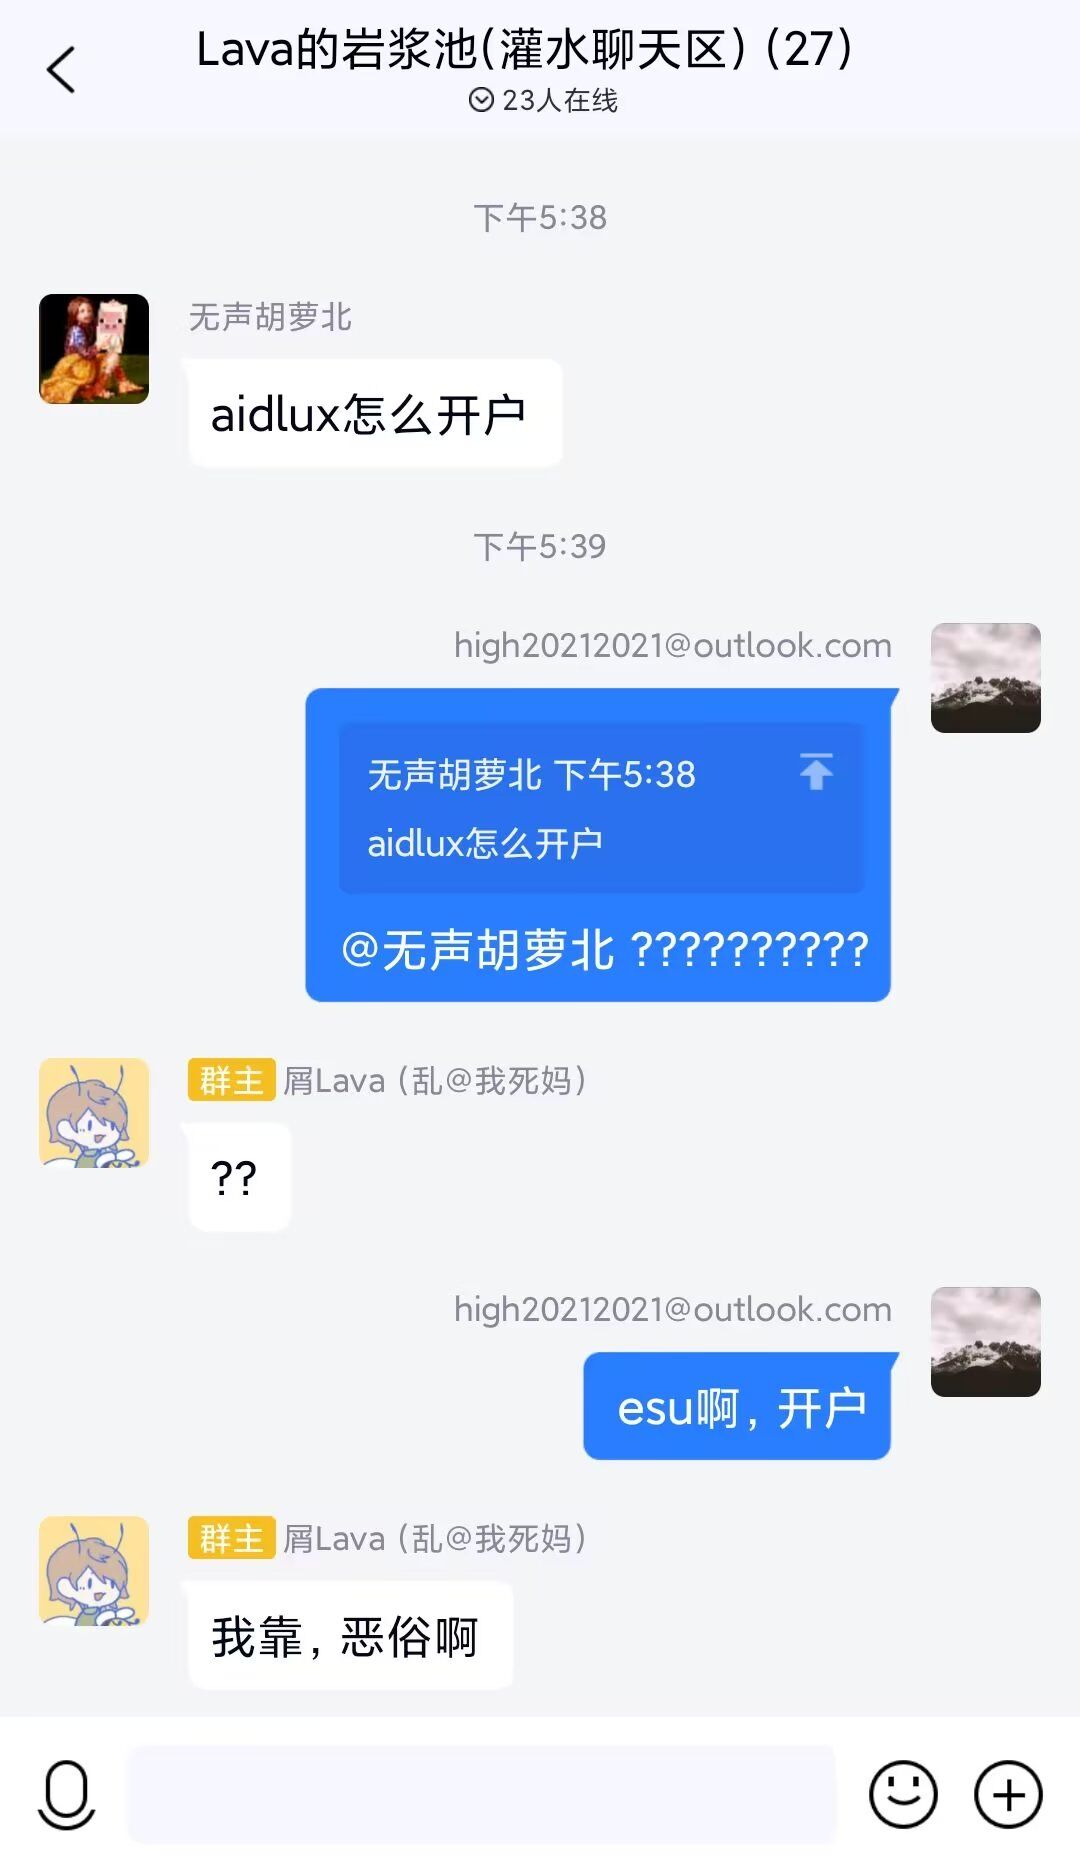 Lava的岩浆池(灌水聊天区) (27)
23人在线
下午5:38
无声胡萝北
aidlux怎么开户
下午5:39
high20212021@outlook.com
无声胡萝北 下午5:38
aidlux怎么开户
@无声胡萝北 ??????????
群主 屑Lava (乱@我死妈)
??
high20212021@outlook.com
esu啊, 开户
群主 屑Lava (乱@我死妈)
我靠, 恶俗啊